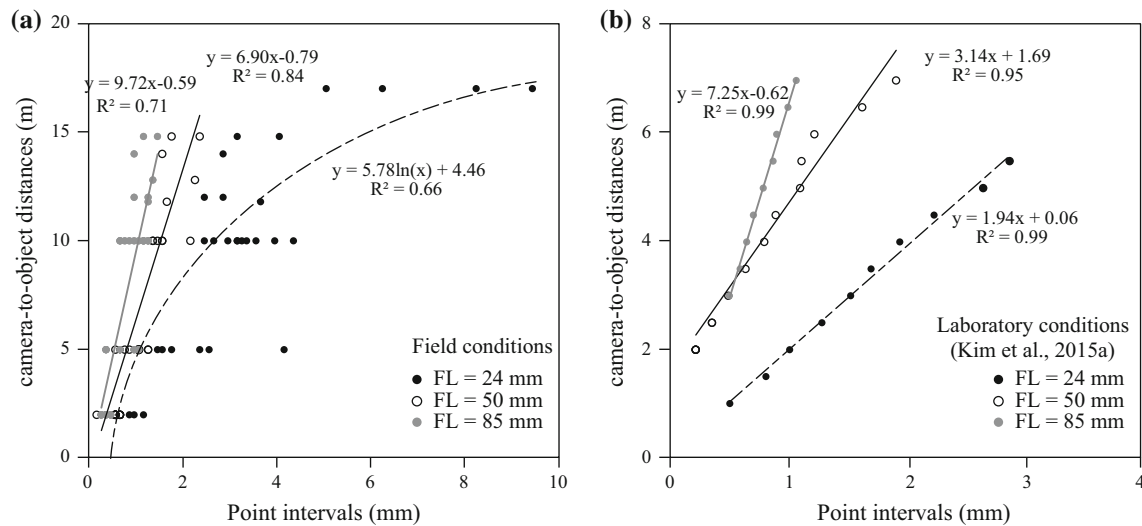 (a)
20
15
10
5
0
camera-to-object distances (m)
y = 9.72x-0.59
R² = 0.71
y = 6.90x-0.79
R² = 0.84
y = 5.78ln(x) + 4.46
R² = 0.66
Field conditions
FL = 24 mm
FL = 50 mm
FL = 85 mm
0 2 4 6 8 10
Point intervals (mm)
(b)
8
6
4
2
0
camera-to-object distances (m)
y = 7.25x-0.62
R² = 0.99
y = 3.14x + 1.69
R² = 0.95
y = 1.94x + 0.06
R² = 0.99
Laboratory conditions
(Kim et al., 2015a)
FL = 24 mm
FL = 50 mm
FL = 85 mm
0 1 2 3 4
Point intervals (mm)